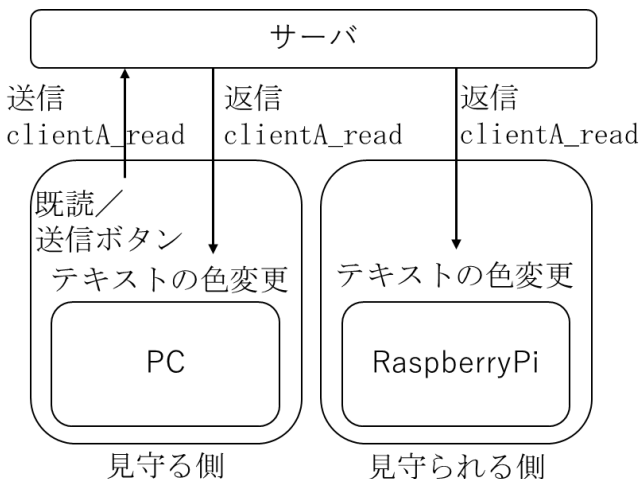 サーバ
送信
clientA_read
返信
clientA_read
返信
clientA_read
既読／
送信ボタン
テキストの色変更
テキストの色変更
PC
RaspberryPi
見守る側
見守られる側